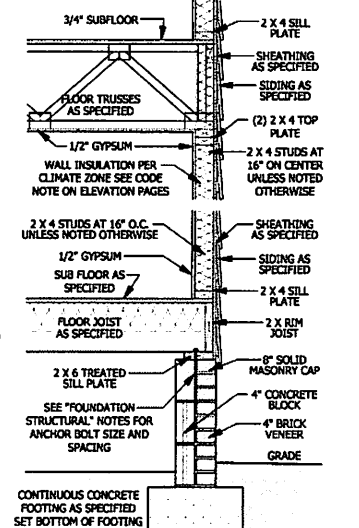 3/4" SUBFLOOR
2 X 4 SILL
PLATE
SHEATHING
AS SPECIFIED
SIDING AS
SPECIFIED
FLOOR TRUSSES
AS SPECIFIED
(2) 2 X 4 TOP
PLATE
1/2" GYPSUM
2 X 4 STUDS AT
16" ON CENTER
UNLESS NOTED
OTHERWISE
WALL INSULATION PER
CLIMATE ZONE SEE CODE
NOTE ON ELEVATION PAGES
2 X 4 STUDS AT 16" O.C.
UNLESS NOTED OTHERWISE
SHEATHING
AS SPECIFIED
1/2" GYPSUM
SIDING AS
SPECIFIED
SUB FLOOR AS
SPECIFIED
2 X 4 SILL
PLATE
FLOOR JOIST
AS SPECIFIED
2 X RIM
JOIST
8" SOLID
MASONRY CAP
2 X 6 TREATED
SILL PLATE
4" CONCRETE
BLOCK
SEE "FOUNDATION
STRUCTURAL" NOTES FOR
ANCHOR BOLT SIZE AND
SPACING
4" BRICK
VENEER
GRADE
CONTINUOUS CONCRETE
FOOTING AS SPECIFIED
SET BOTTOM OF FOOTING